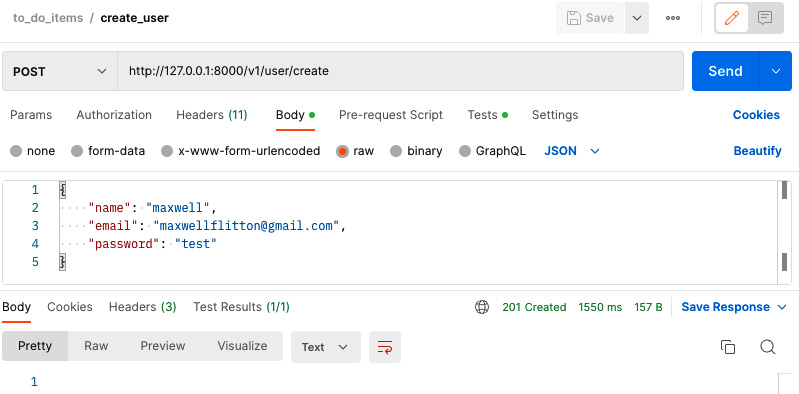 to_do_items / create_user Save
POST http://127.0.0.1:8000/v1/user/create Send
Params Authorization Headers (11) Body Pre-request Script Tests Settings Cookies
none form-data x-www-form-urlencoded raw binary GraphQL JSON Beautify
1 {
2 "name": "maxwell",
3 "email": "maxwellflitton@gmail.com",
4 "password": "test"
5 }
Body Cookies Headers (3) Test Results (1/1) 201 Created 1550 ms 157 B Save Response
Pretty Raw Preview Visualize Text
1